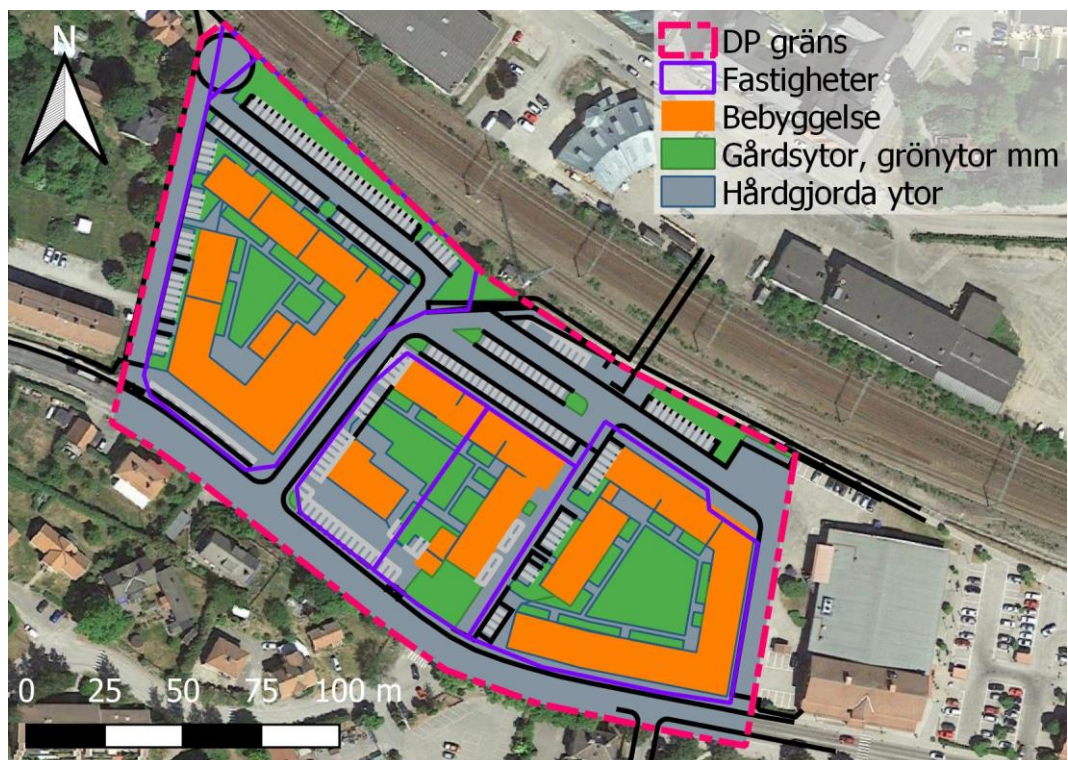 N
DP gräns
Fastigheter
Bebyggelse
Gårdsytor, grönytor mm
Hårdgjorda ytor
0 25 50 75 100 m